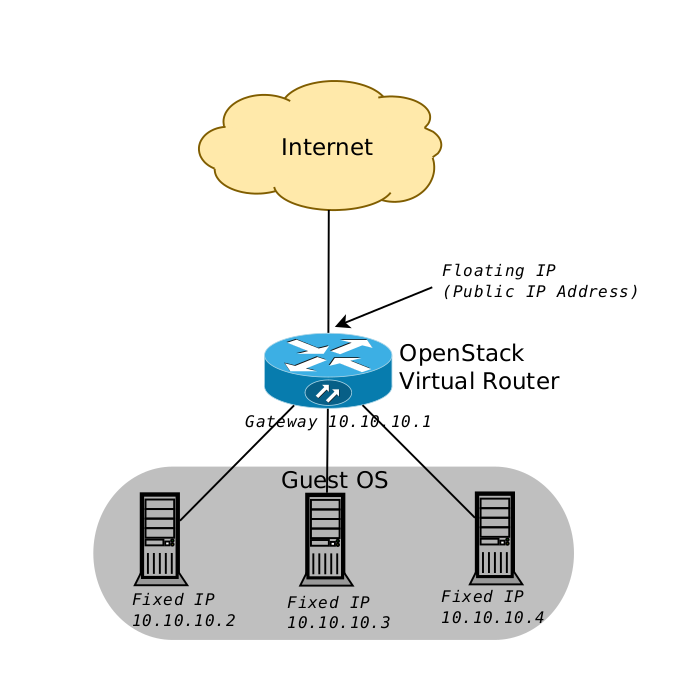 Internet
Floating IP
(Public IP Address)
OpenStack
Virtual Router
Gateway 10.10.10.1
Guest OS
Fixed IP
10.10.10.2
Fixed IP
10.10.10.3
Fixed IP
10.10.10.4